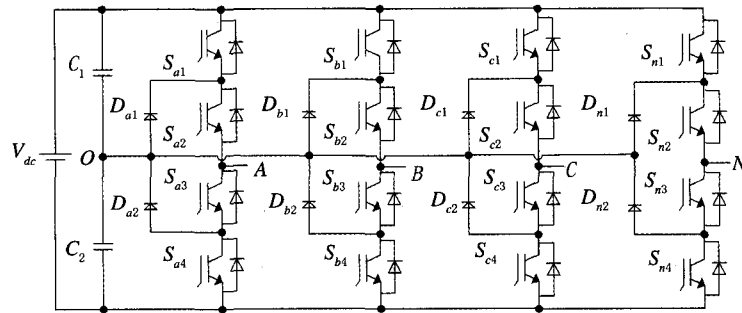 S_{a1} S_{b1} S_{c1} S_{n1}
C_1
D_{a1} D_{b1} D_{c1} D_{n1}
S_{a2} S_{b2} S_{c2} S_{n2}
V_{dc} O A B C N
S_{a3} S_{b3} S_{c3} S_{n3}
D_{a2} D_{b2} D_{c2} D_{n2}
C_2
S_{a4} S_{b4} S_{c4} S_{n4}